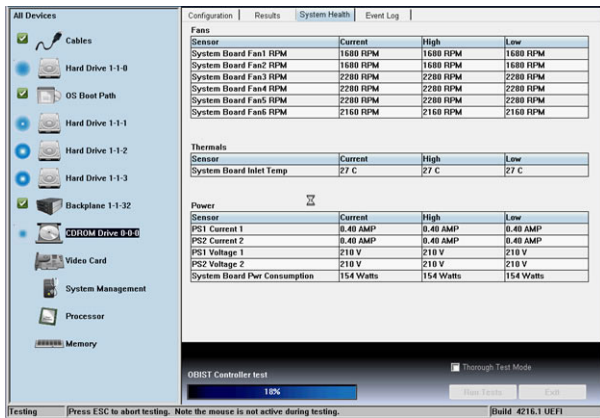 All Devices
Cables
Hard Drive 1-1-0
OS Boot Path
Hard Drive 1-1-1
Hard Drive 1-1-2
Hard Drive 1-1-3
Backplane 1-1-32
CDROM Drive 0-0-0
Video Card
System Management
Processor
Memory
Configuration Results System Health Event Log
Fans
Sensor Current High Low
System Board Fan1 RPM 1680 RPM 1680 RPM 1680 RPM
System Board Fan2 RPM 1680 RPM 1680 RPM 1680 RPM
System Board Fan3 RPM 2280 RPM 2280 RPM 2280 RPM
System Board Fan4 RPM 2280 RPM 2280 RPM 2280 RPM
System Board Fan5 RPM 2280 RPM 2280 RPM 2280 RPM
System Board Fan6 RPM 2160 RPM 2160 RPM 2160 RPM
Thermals
Sensor Current High Low
System Board Inlet Temp 27 C 27 C 27 C
Power
Sensor Current High Low
PS1 Current 1 0.40 AMP 0.40 AMP 0.40 AMP
PS2 Current 2 0.40 AMP 0.40 AMP 0.40 AMP
PS1 Voltage 1 210 V 210 V 210 V
PS2 Voltage 2 210 V 210 V 210 V
System Board Pwr Consumption 154 Watts 154 Watts 154 Watts
OBIST Controller test
18%
Thorough Test Mode
Run Tests Exit
Testing Press ESC to abort testing. Note the mouse is not active during testing. Build 4216.1 UEFI